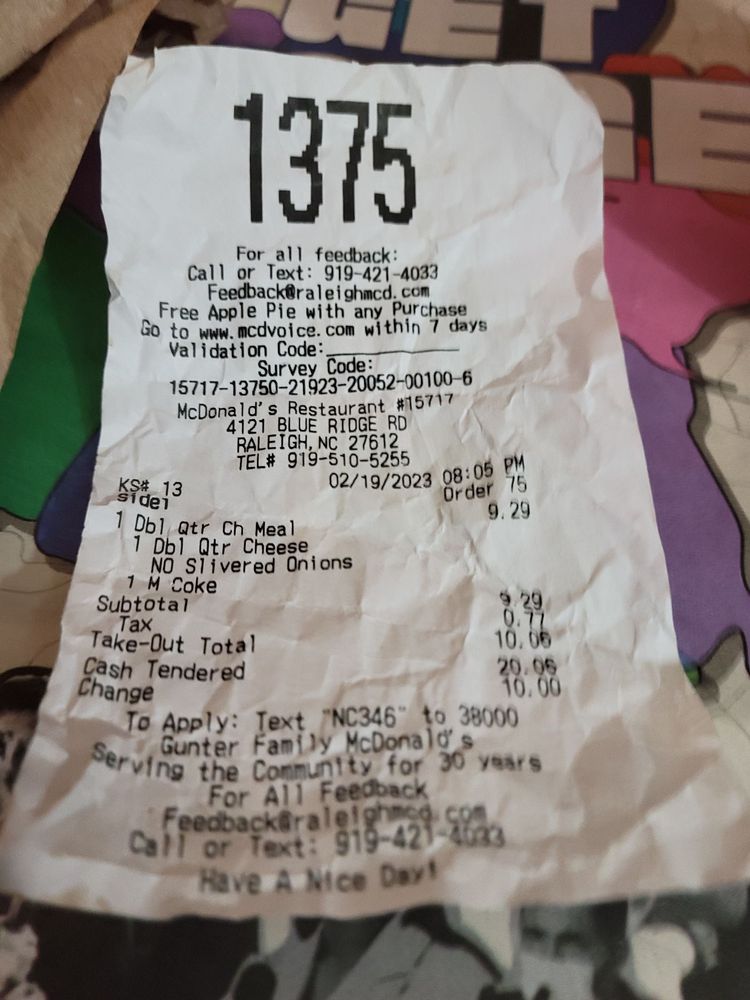 GET
GE
1375
For all feedback:
Call or Text: 919-421-4033
Feedback@raleighmcd.com
Free Apple Pie with any Purchase
Go to www.mcdvoice.com within 7 days
Validation Code:__________
Survey Code:
15717-13750-21923-20052-00100-6
McDonald's Restaurant #15717
4121 BLUE RIDGE RD
RALEIGH, NC 27612
TEL# 919-510-5255
KS# 13 02/19/2023 08:05 PM
Side1 Order 75
1 Dbl Qtr Ch Meal 9.29
1 Dbl Qtr Cheese
NO Slivered Onions
1 M Coke
Subtotal 9.29
Tax 0.77
Take-Out Total 10.06
Cash Tendered 20.06
Change 10.00
To Apply: Text "NC346" to 38000
Gunter Family McDonald's
Serving the Community for 30 years
For All Feedback
Feedback@raleighmcd.com
Call or Text: 919-421-4033
Have A Nice Day!